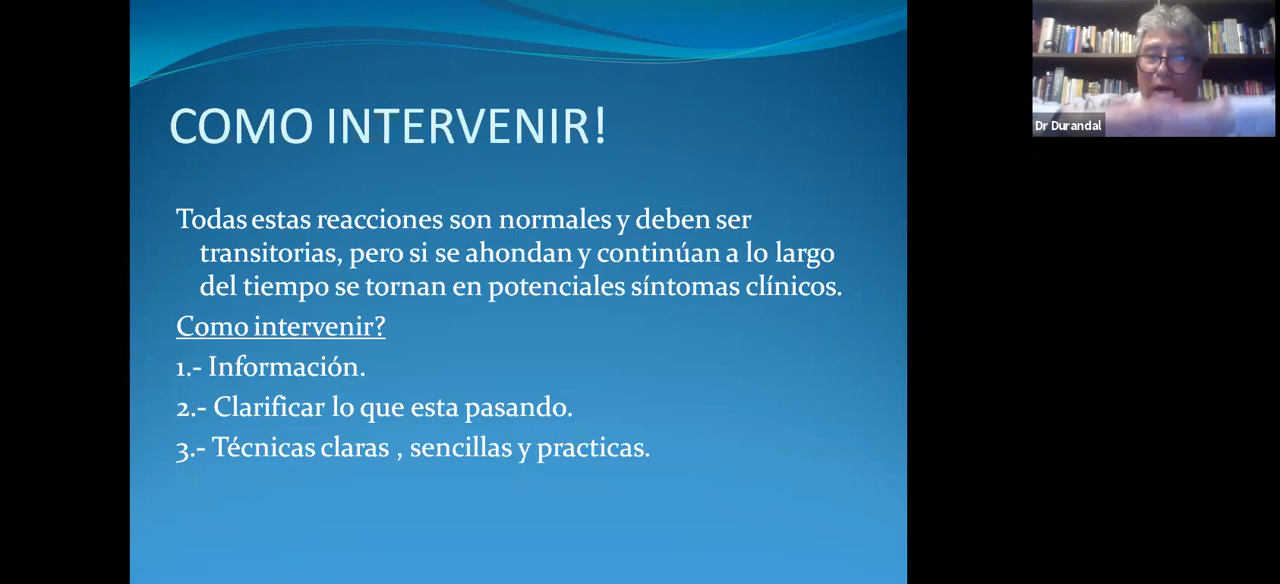 COMO INTERVENIR!
Todas estas reacciones son normales y deben ser
transitorias, pero si se ahondan y continúan a lo largo
del tiempo se tornan en potenciales síntomas clínicos.
Como intervenir?
1.- Información.
2.- Clarificar lo que esta pasando.
3.- Técnicas claras , sencillas y practicas.
Dr Durandal